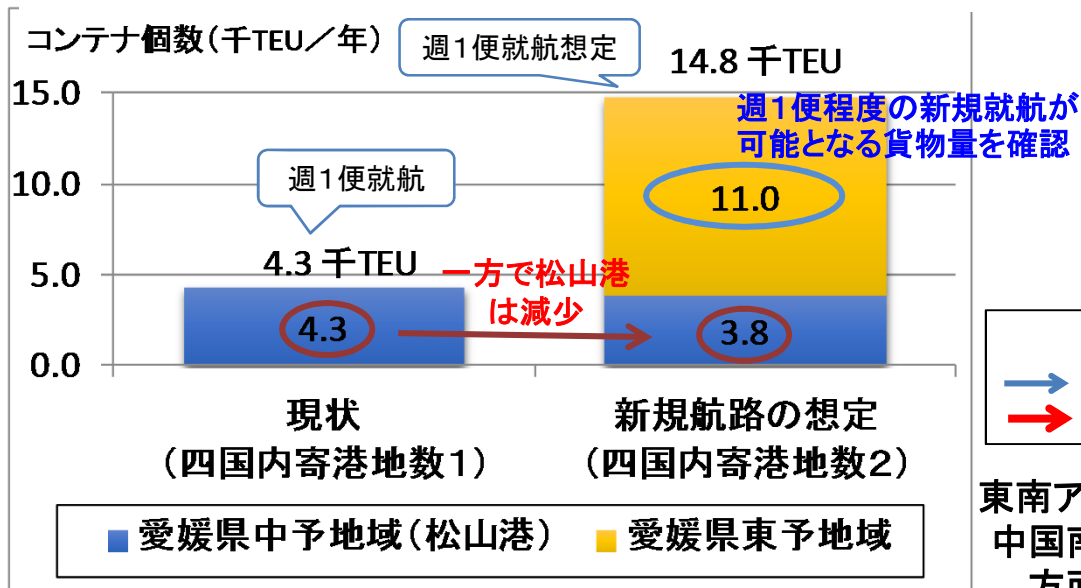 コンテナ個数(千TEU/年)
週1便就航想定
14.8 千TEU
15.0
週1便程度の新規就航が
可能となる貨物量を確認
週1便就航
10.0
11.0
4.3 千TEU
5.0
一方で松山港
は減少
4.3
3.8
0.0
現状
(四国内寄港地数1)
新規航路の想定
(四国内寄港地数2)
愛媛県中予地域(松山港)
愛媛県東予地域
東南ア
中国南